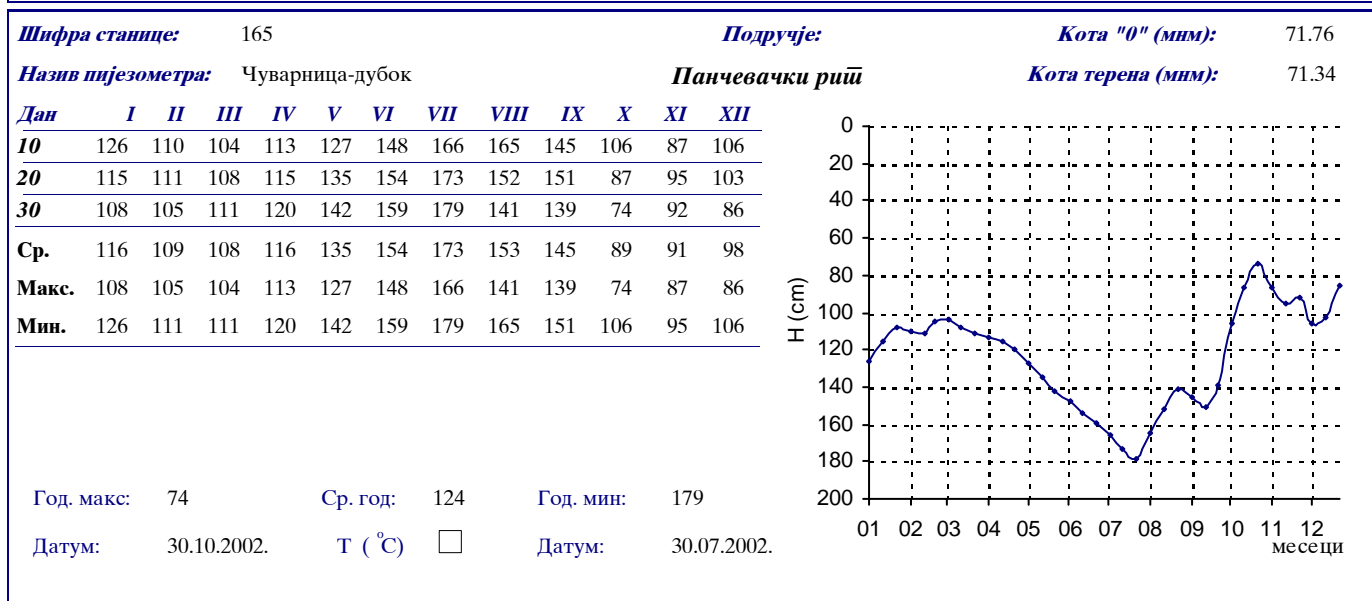 Шифра станице: 165 Подручје: Кота "0" (мнм): 71.76
Назив пијезометра: Чуварница-дубок Панчевачки рит Кота терена (мнм): 71.34
Дан I II III IV V VI VII VIII IX X XI XII
10 126 110 104 113 127 148 166 165 145 106 87 106
20 115 111 108 115 135 154 173 152 151 87 95 103
30 108 105 111 120 142 159 179 141 139 74 92 86
Ср. 116 109 108 116 135 154 173 153 145 89 91 98
Макс. 108 105 104 113 127 148 166 141 139 74 87 86
Мин. 126 111 111 120 142 159 179 165 151 106 95 106
Год. макс: 74 Ср. год: 124 Год. мин: 179
Датум: 30.10.2002. Т ( °C) Датум: 30.07.2002.
H (cm)
0
20
40
60
80
100
120
140
160
180
200
01 02 03 04 05 06 07 08 09 10 11 12
месеци